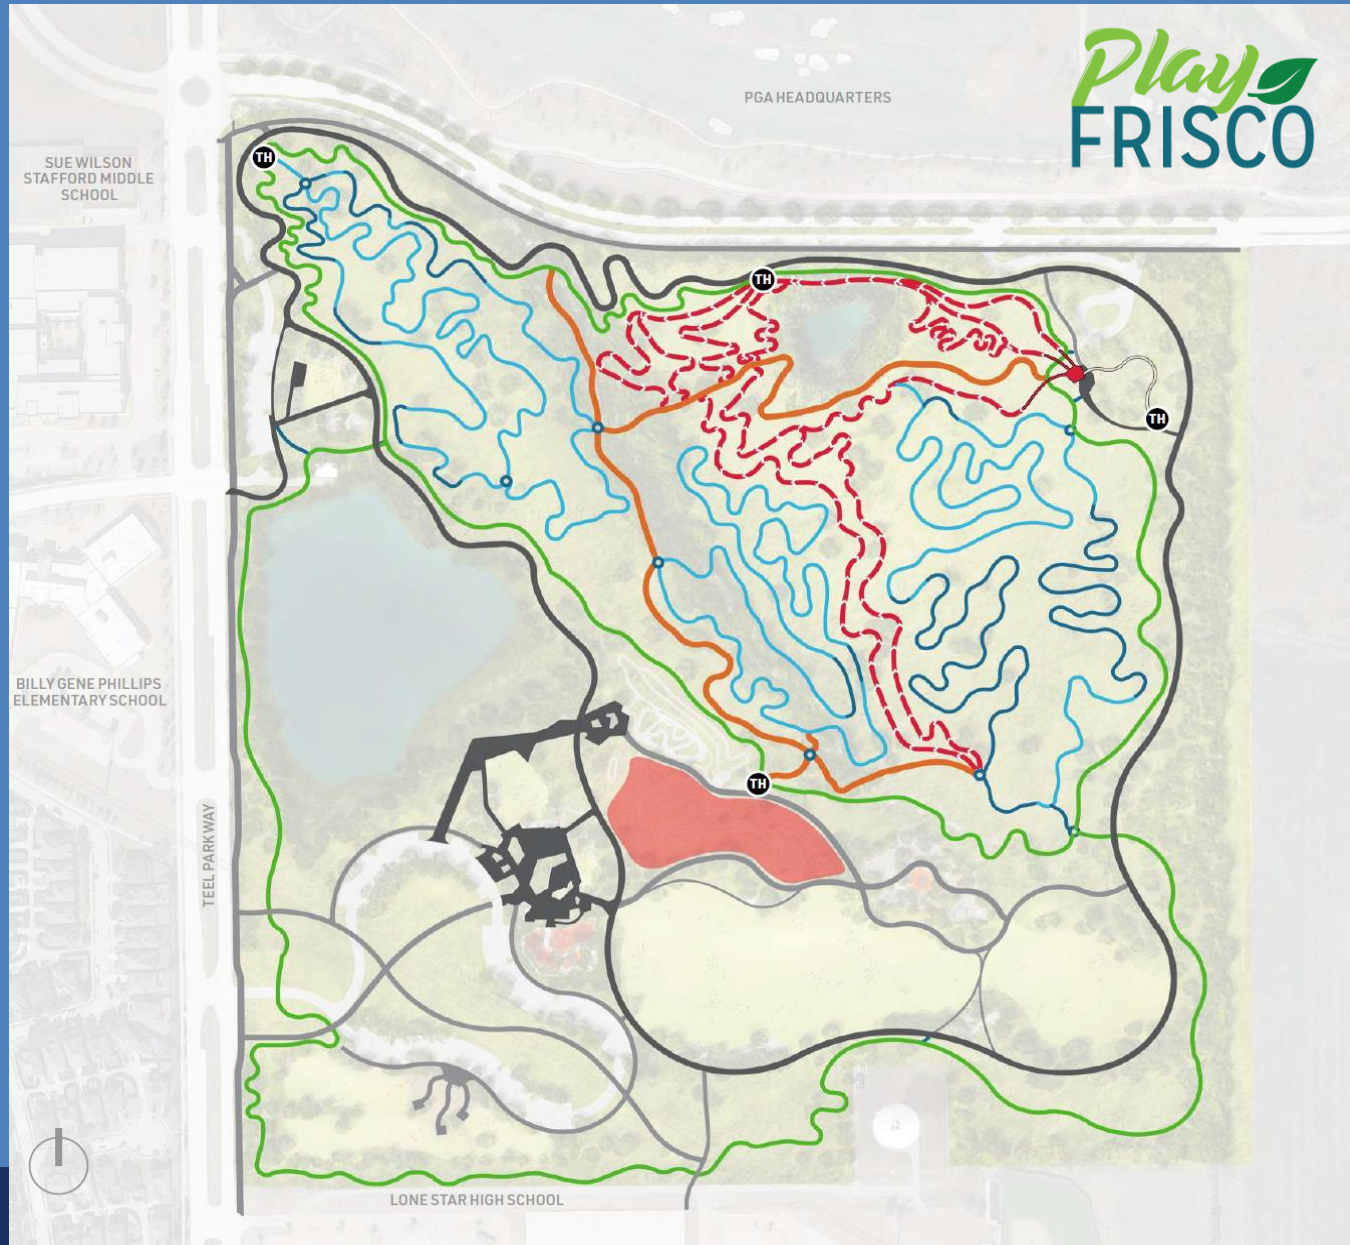 Play
FRISCO
PGA HEADQUARTERS
SUE WILSON
STAFFORD MIDDLE
SCHOOL
TH
TH
TH
BILLY GENE PHILLIPS
ELEMENTARY SCHOOL
TH
TEEL PARKWAY
LONE STAR HIGH SCHOOL